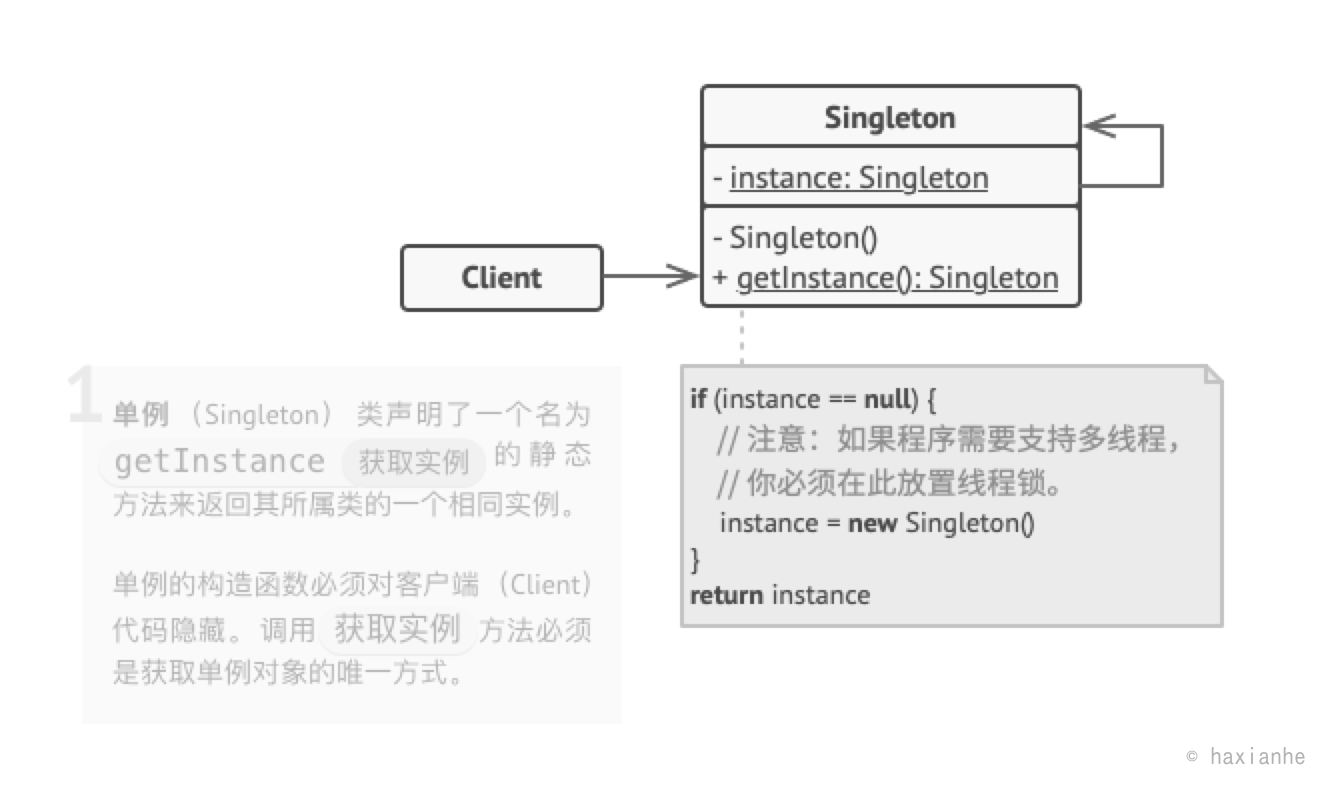 Singleton
- instance: Singleton
- Singleton()
+ getInstance(): Singleton
Client
1
单例 （Singleton） 类声明了一个名为
getInstance 获取实例 的静态
方法来返回其所属类的一个相同实例。
单例的构造函数必须对客户端 （Client）
代码隐藏。 调用 获取实例 方法必须
是获取单例对象的唯一方式。
if (instance == null) {
// 注意：如果程序需要支持多线程，
// 你必须在此放置线程锁。
instance = new Singleton()
}
return instance
© haxianhe